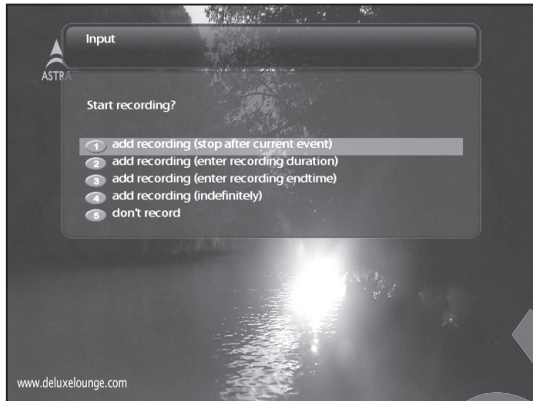 Input
ASTRA
Start recording?
1 add recording (stop after current event)
2 add recording (enter recording duration)
3 add recording (enter recording endtime)
4 add recording (indefinitely)
5 don't record
www.deluxelounge.com